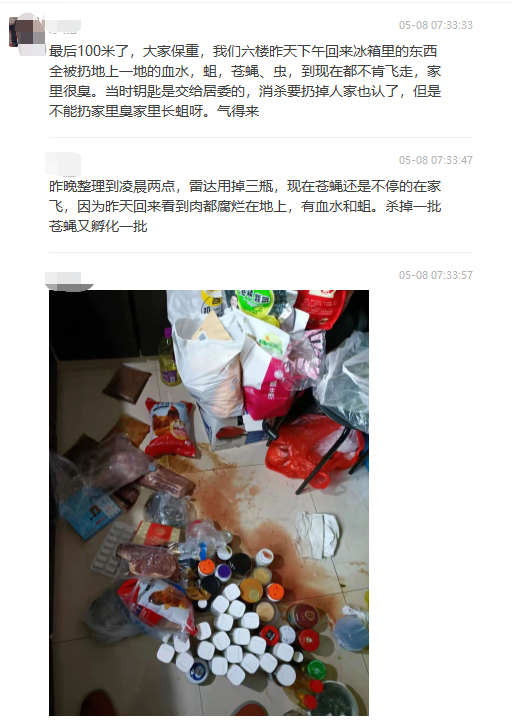 05-08 07:33:33
最后100米了，大家保重，我们六楼昨天下午回来冰箱里的东西
全被扔地上一地的血水，蛆，苍蝇、虫，到现在都不肯飞走，家
里很臭。当时钥匙是交给居委的，消杀要扔掉人家也认了，但是
不能扔家里臭家里长蛆呀。气得来
05-08 07:33:47
昨晚整理到凌晨两点，雷达用掉三瓶，现在苍蝇还是不停的在家
飞，因为昨天回来看到肉都腐烂在地上，有血水和蛆。杀掉一批
苍蝇又孵化一批
05-08 07:33:57